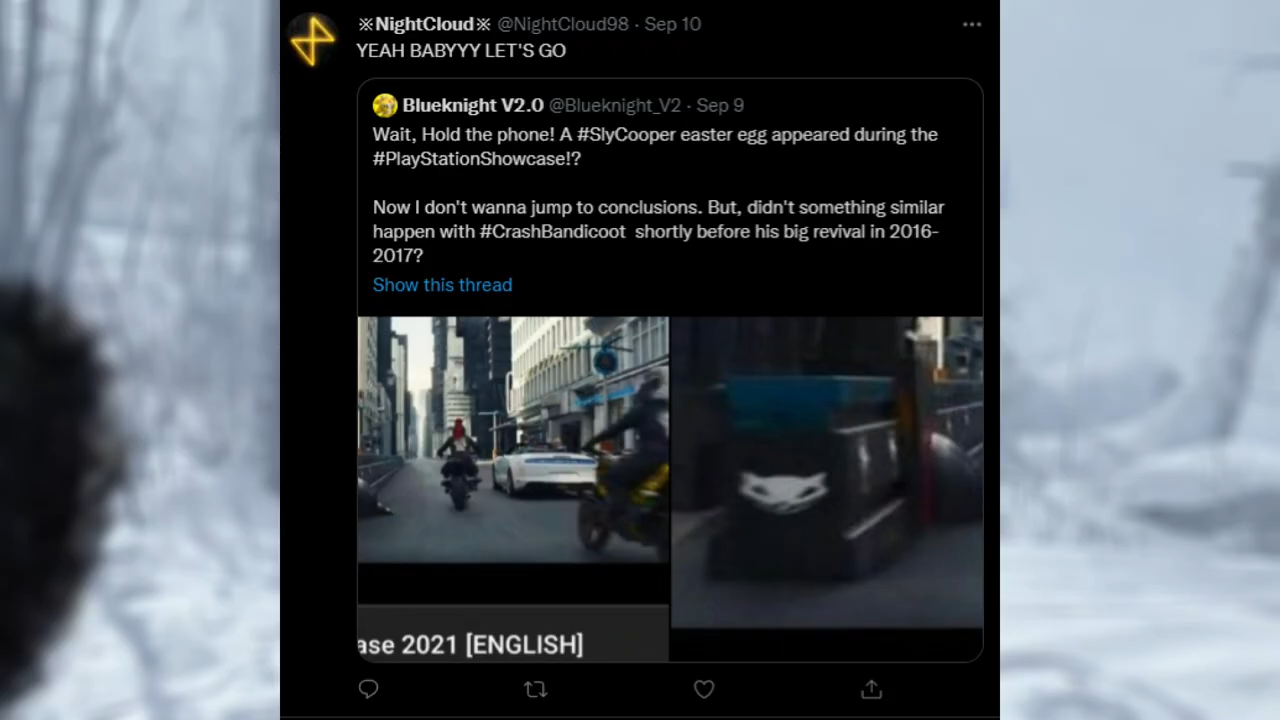 ※NightCloud※ @NightCloud98 · Sep 10
YEAH BABYYY LET'S GO
Blueknight V2.0 @Blueknight_V2 · Sep 9
Wait, Hold the phone! A #SlyCooper easter egg appeared during the
#PlayStationShowcase!?
Now I don't wanna jump to conclusions. But, didn't something similar
happen with #CrashBandicoot  shortly before his big revival in 2016-
2017?
Show this thread
ase 2021 [ENGLISH]